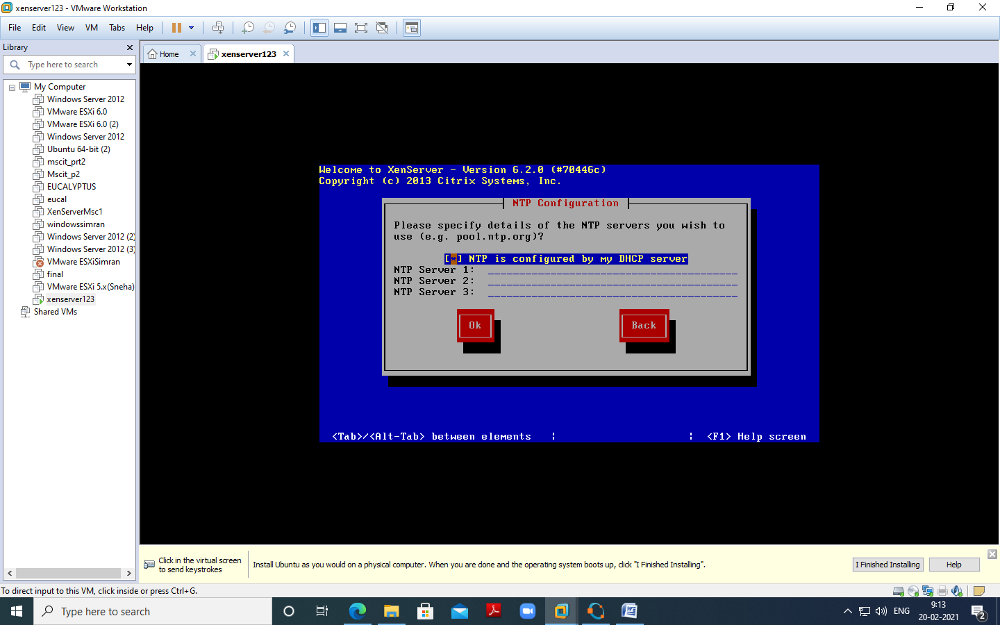 xenserver123 - VMware Workstation
File Edit View VM Tabs Help
Library
Type here to search
Home
xenserver123
My Computer
Windows Server 2012
VMware ESXi 6.0
VMware ESXi 6.0 (2)
Windows Server 2012
Ubuntu 64-bit (2)
mscit_prt2
Mscit_p2
EUCALYPTUS
eucal
XenServerMsc1
windowssimran
Windows Server 2012 (2)
Windows Server 2012 (3)
VMware ESXiSimran
final
VMware ESXi 5.x(Sneha)
xenserver123
Shared VMs
Welcome to XenServer - Version 6.2.0 (#70446c)
Copyright (c) 2013 Citrix Systems, Inc.
NTP Configuration
Please specify details of the NTP servers you wish to
use (e.g. pool.ntp.org)?
[*] NTP is configured by my DHCP server
NTP Server 1:
NTP Server 2:
NTP Server 3:
Ok Back
<Tab>/<Alt-Tab> between elements ¦ ¦ <F1> Help screen
Click in the virtual screen
to send keystrokes
Install Ubuntu as you would on a physical computer. When you are done and the operating system boots up, click "I Finished Installing".
I Finished Installing Help
To direct input to this VM, click inside or press Ctrl+G.
Type here to search
ENG
9:13
20-02-2021
2